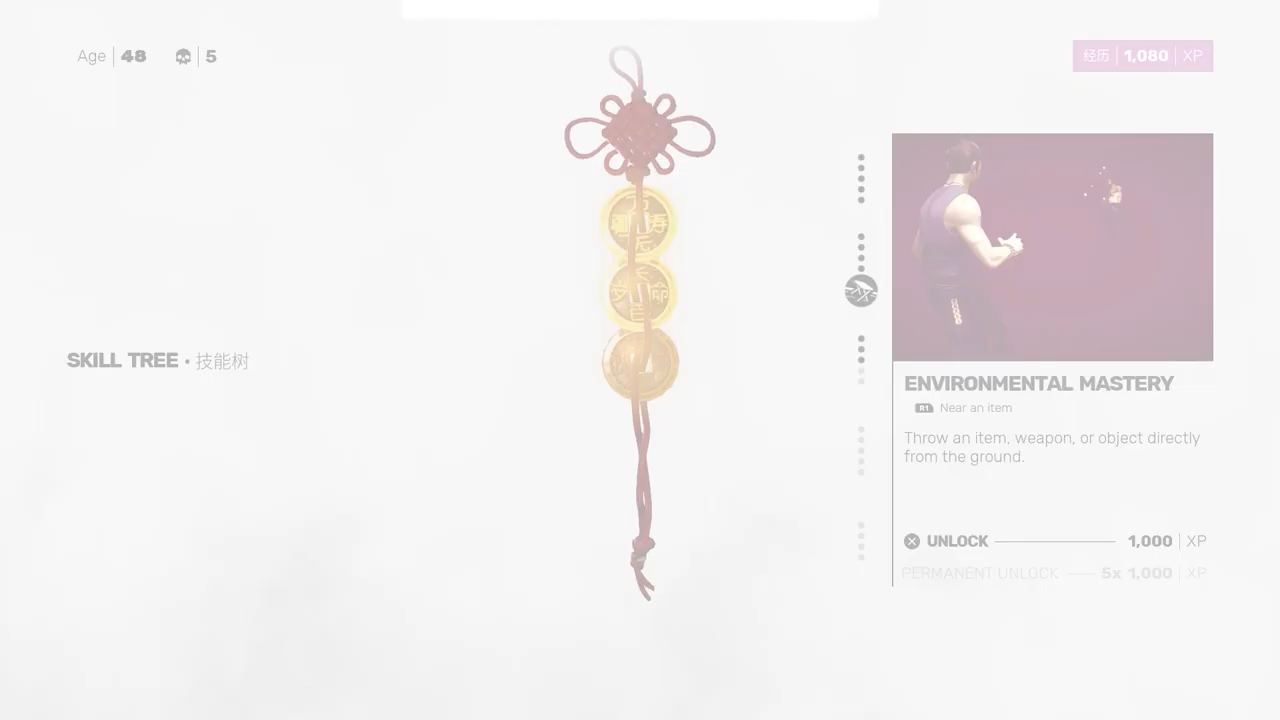 Age 48 5
经历 1,080 XP
SKILL TREE • 技能树
ENVIRONMENTAL MASTERY
R1 Near an item
Throw an item, weapon, or object directly
from the ground.
UNLOCK 1,000 XP
PERMANENT UNLOCK 5x 1,000 XP